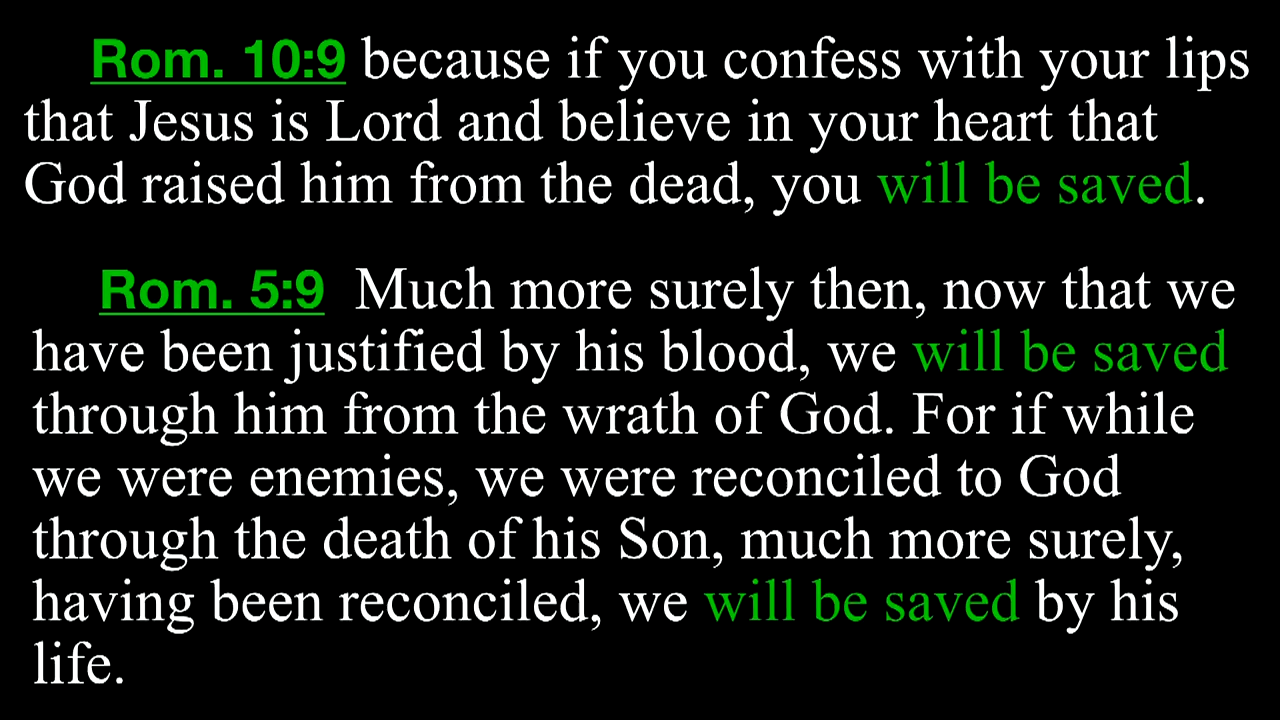 Rom. 10:9 because if you confess with your lips
that Jesus is Lord and believe in your heart that
God raised him from the dead, you will be saved.
Rom. 5:9 Much more surely then, now that we
have been justified by his blood, we will be saved
through him from the wrath of God. For if while
we were enemies, we were reconciled to God
through the death of his Son, much more surely,
having been reconciled, we will be saved by his
life.